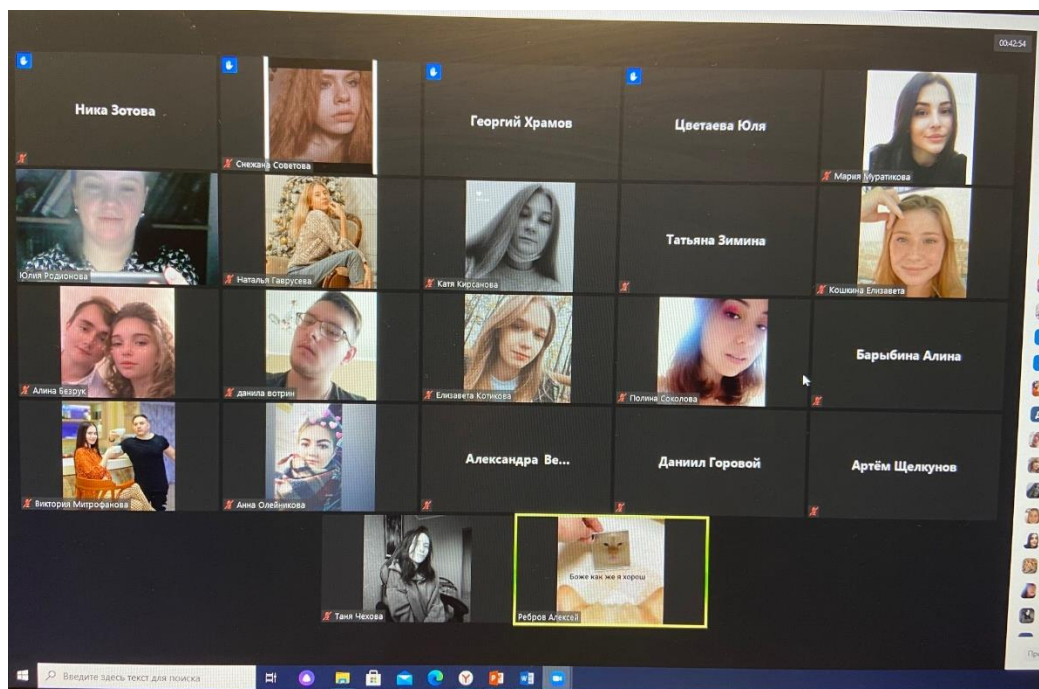 00:42:54
Ника Зотова
Снежана Советова
Георгий Храмов
Цветаева Юля
Мария Муратикова
Юлия Родионова
Наталья Гаврусева
Катя Кирсанова
Татьяна Зимина
Кошкина Елизавета
Алина Безрук
данила вотрин
Елизавета Котикова
Полина Соколова
Барыбина Алина
Виктория Митрофанова
Анна Олейникова
Александра Ве...
Даниил Горовой
Артём Щелкунов
Таня Чехова
Боже как же я хорош
Ребров Алексей
Введите здесь текст для поиска